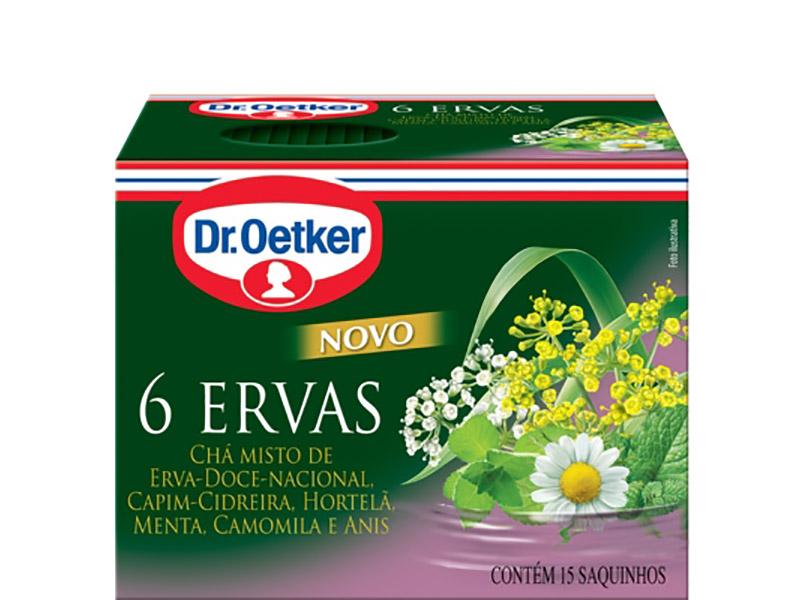 Dr.Oetker
6 ERVAS
Dr.Oetker
Foto ilustrativa
NOVO
6 ERVAS
CHÁ MISTO DE
ERVA-DOCE-NACIONAL,
CAPIM-CIDREIRA, HORTELÃ,
MENTA, CAMOMILA E ANIS
CONTÉM 15 SAQUINHOS